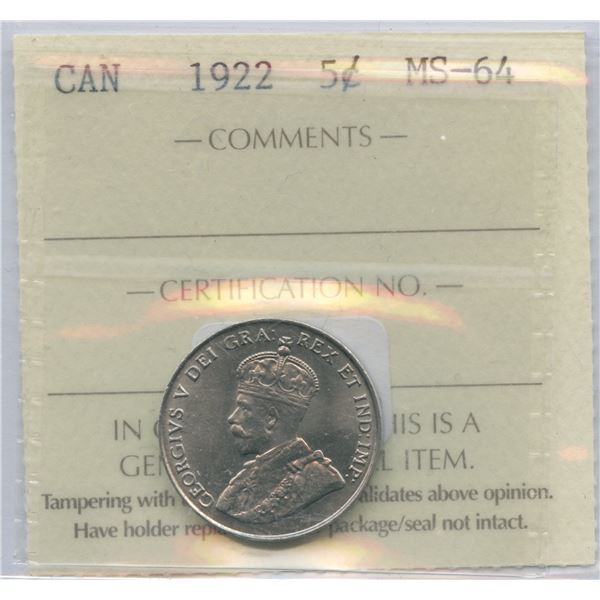 CAN 1922 5¢ MS-64
— COMMENTS —
— CERTIFICATION NO. —
GEORGIVS V DEI GRA: REX ET IND: IMP:
IN HIS IS A
GE L ITEM.
Tampering with alidates above opinion.
Have holder repl package/seal not intact.